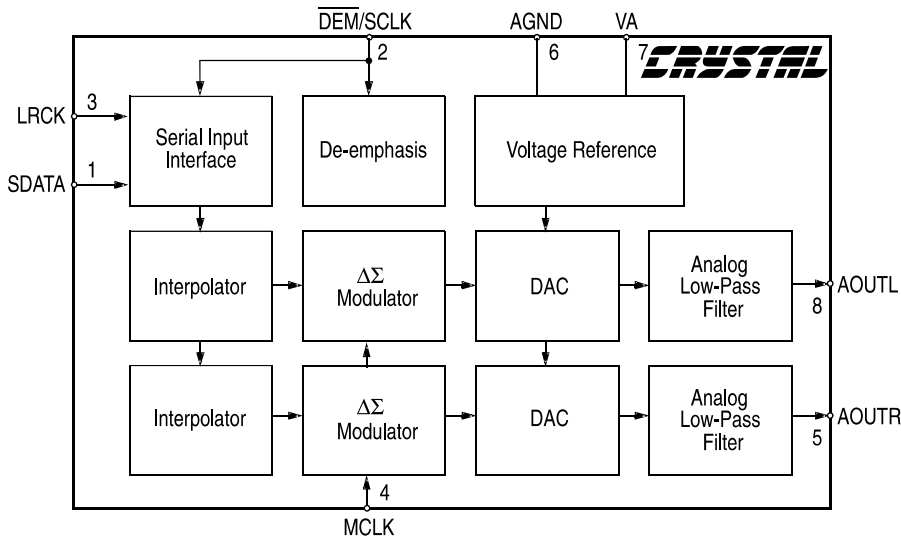 DEM/SCLK
AGND
VA
2
6
7
CRYSTAL
LRCK
3
SDATA
1
Serial Input
Interface
De-emphasis
Voltage Reference
Interpolator
ΔΣ
Modulator
DAC
Analog
Low-Pass
Filter
AOUTL
8
Interpolator
ΔΣ
Modulator
DAC
Analog
Low-Pass
Filter
AOUTR
5
4
MCLK